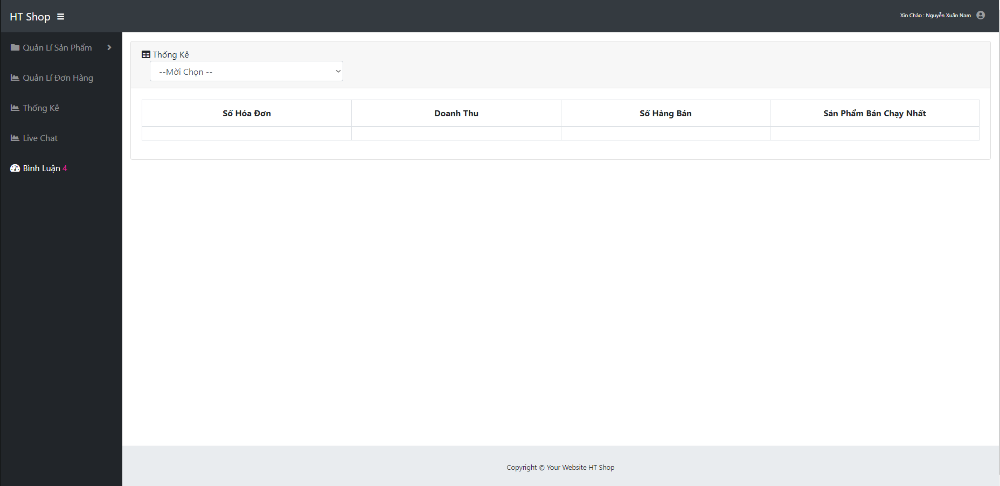 HT Shop
Xin Chào : Nguyễn Xuân Nam
Quản Lí Sản Phẩm
Quản Lí Đơn Hàng
Thống Kê
Live Chat
Bình Luận 4
Thống Kê
--Mời Chọn --
Số Hóa Đơn
Doanh Thu
Số Hàng Bán
Sản Phẩm Bán Chạy Nhất
Copyright © Your Website HT Shop